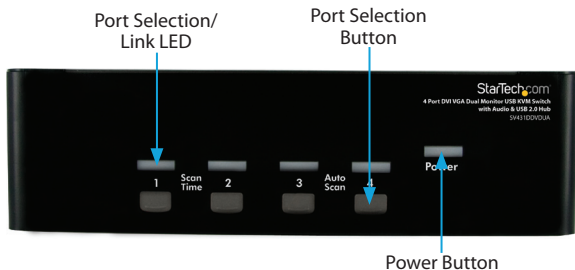 Port Selection/
Link LED
Port Selection
Button
StarTech.com
4 Port DVI VGA Dual Monitor USB KVM Switch
with Audio & USB 2.0 Hub
SV431DDVDUA
1
Scan
Time
2
3
Auto
Scan
4
Power
Power Button